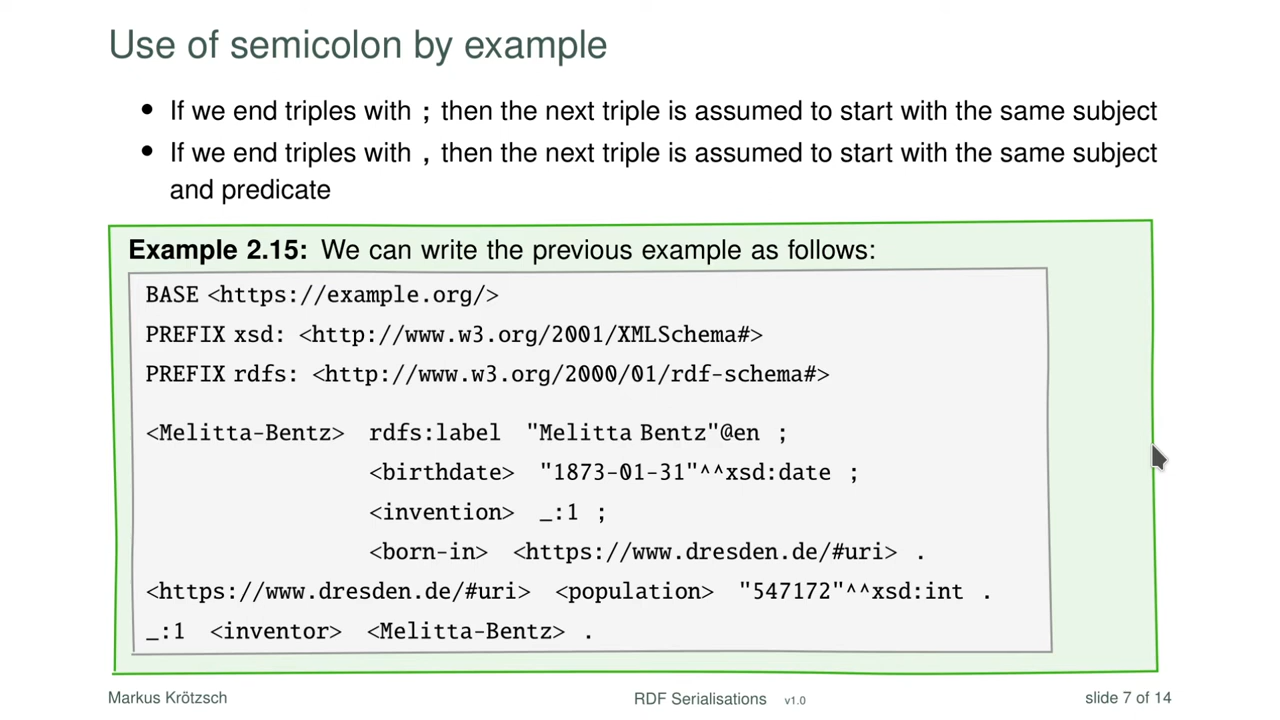 Use of semicolon by example
• If we end triples with ; then the next triple is assumed to start with the same subject
• If we end triples with , then the next triple is assumed to start with the same subject
and predicate
Example 2.15: We can write the previous example as follows:
BASE <https://example.org/>
PREFIX xsd: <http://www.w3.org/2001/XMLSchema#>
PREFIX rdfs: <http://www.w3.org/2000/01/rdf-schema#>
<Melitta-Bentz> rdfs:label "Melitta Bentz"@en ;
<birthdate> "1873-01-31"^^xsd:date ;
<invention> _:1 ;
<born-in> <https://www.dresden.de/#uri> .
<https://www.dresden.de/#uri> <population> "547172"^^xsd:int .
_:1 <inventor> <Melitta-Bentz> .
Markus Krötzsch RDF Serialisations v1.0 slide 7 of 14